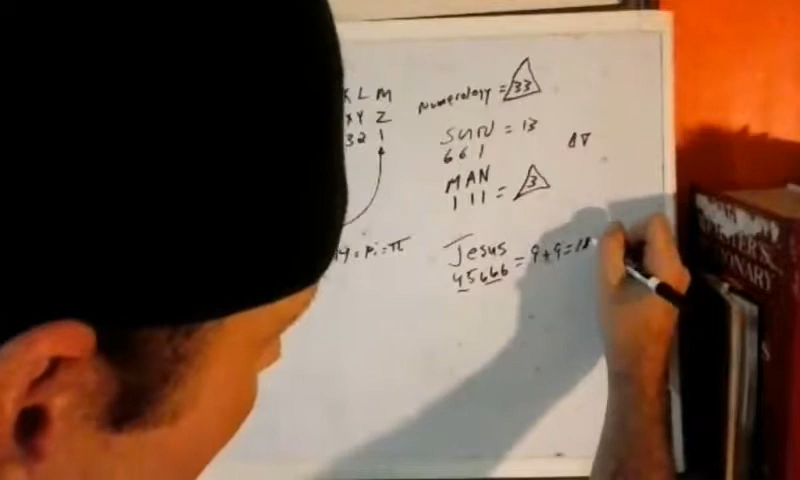 K L M
X Y Z
3 2 1
Numerology = 33
SUN = 13
6 6 1
MAN
1 1 1 = 3
Jesus
45666 = 9+9=18
= Pi = π
DICTIONARY